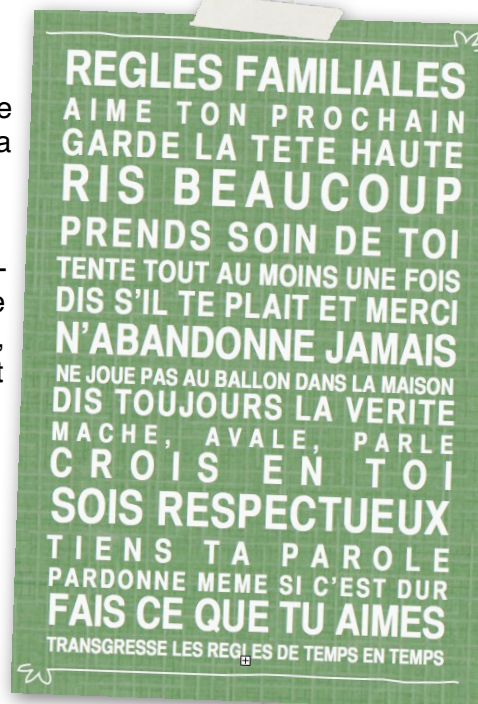 REGLES FAMILIALES
AIME TON PROCHAIN
GARDE LA TETE HAUTE
RIS BEAUCOUP
PRENDS SOIN DE TOI
TENTE TOUT AU MOINS UNE FOIS
DIS S'IL TE PLAIT ET MERCI
N'ABANDONNE JAMAIS
NE JOUE PAS AU BALLON DANS LA MAISON
DIS TOUJOURS LA VERITE
MACHE, AVALE, PARLE
CROIS EN TOI
SOIS RESPECTUEUX
TIENS TA PAROLE
PARDONNE MEME SI C'EST DUR
FAIS CE QUE TU AIMES
TRANSGRESSE LES REGLES DE TEMPS EN TEMPS